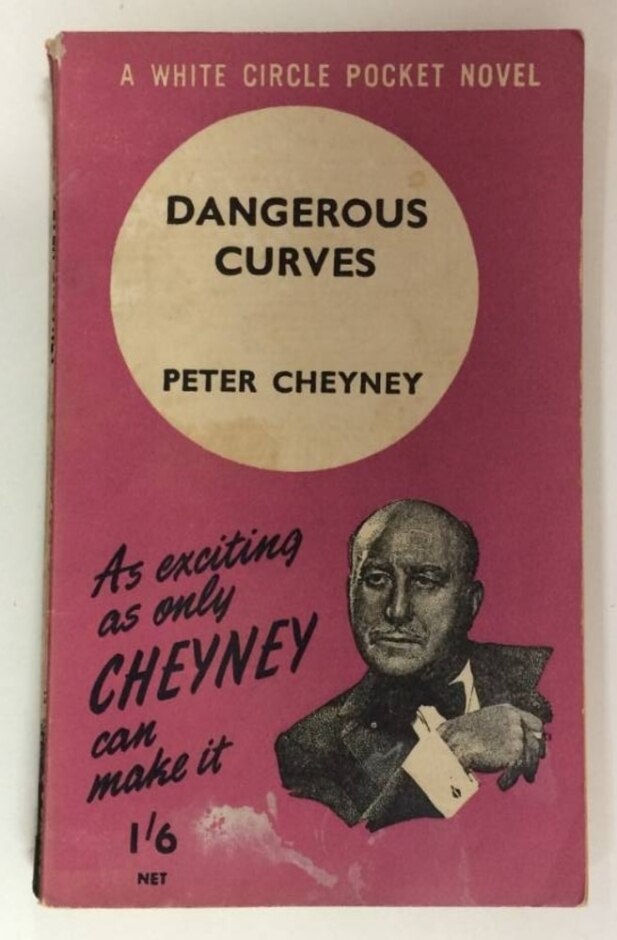 A WHITE CIRCLE POCKET NOVEL
DANGEROUS
CURVES
PETER CHEYNEY
As exciting
as only
CHEYNEY
can
make it
1'/6
NET